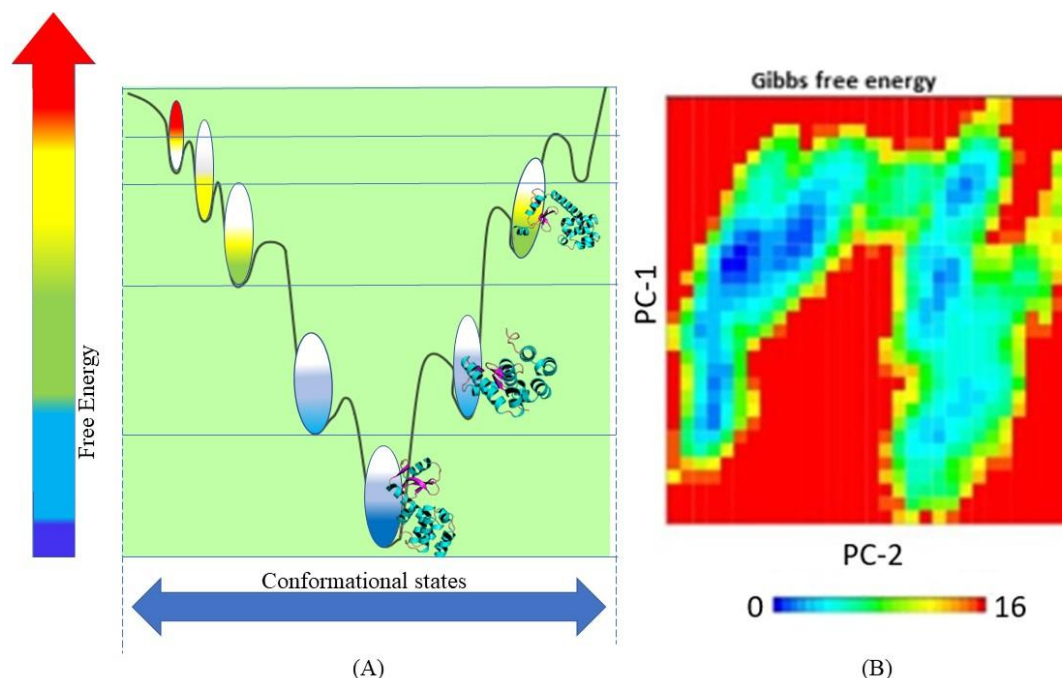 Free Energy
Conformational states
(A)
Gibbs free energy
PC-1
PC-2
0 16
(B)